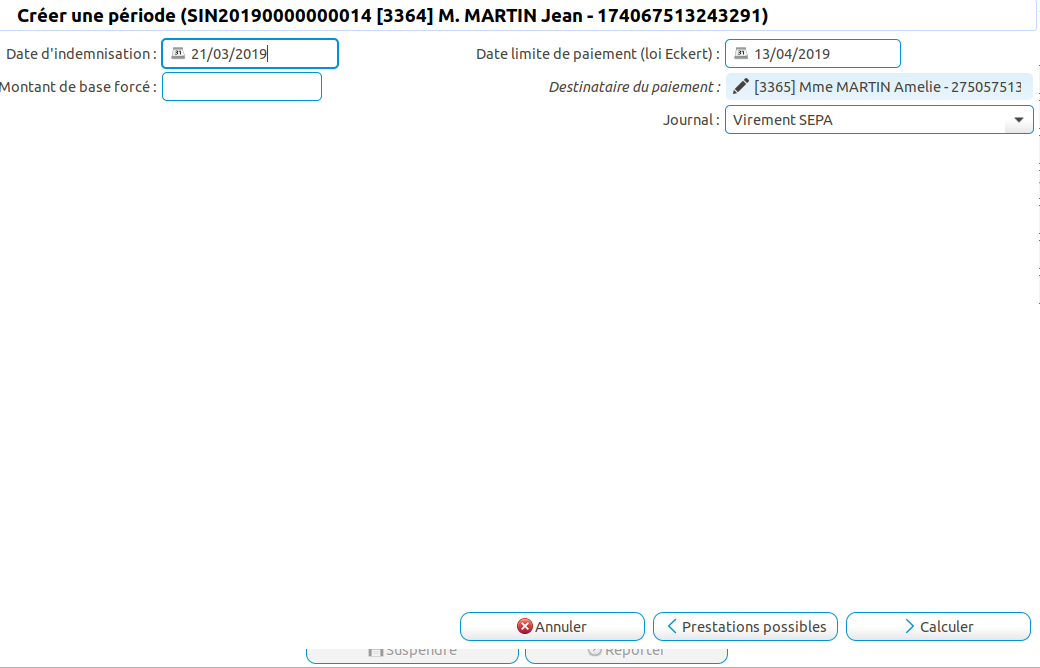 Créer une période (SIN20190000000014 [3364] M. MARTIN Jean - 174067513243291)
Date d'indemnisation : 21/03/2019 Date limite de paiement (loi Eckert) : 13/04/2019
Montant de base forcé : Destinataire du paiement : [3365] Mme MARTIN Amelie - 275057513
Journal : Virement SEPA
Annuler Prestations possibles Calculer
Suspendre Reporter